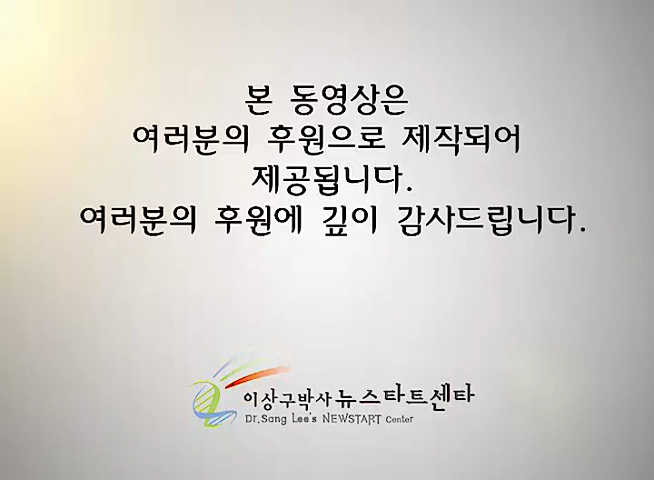 본 동영상은
여러분의 후원으로 제작되어
제공됩니다.
여러분의 후원에 깊이 감사드립니다.
이상구박사 뉴스타트센타
Dr.Sang Lee's NEWSTART Center